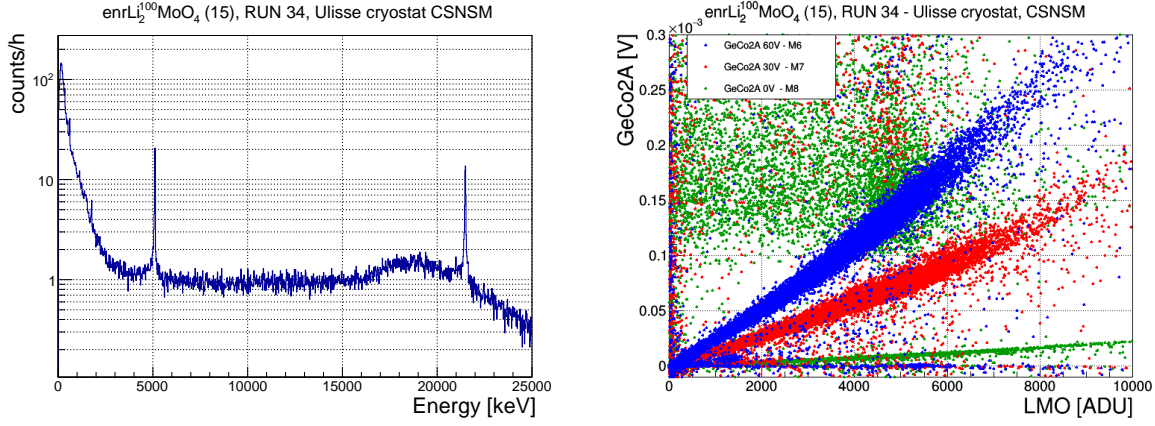 enrLi₂¹⁰⁰MoO₄ (15), RUN 34, Ulisse cryostat CSNSM
counts/h
10²
10
1
0 5000 10000 15000 20000 25000
Energy [keV]
enrLi₂¹⁰⁰MoO₄ (15), RUN 34 - Ulisse cryostat, CSNSM
×10⁻³
GeCo2A [V]
GeCo2A 60V - M6
GeCo2A 30V - M7
GeCo2A 0V - M8
0.3
0.25
0.2
0.15
0.1
0.05
0
0 2000 4000 6000 8000 10000
LMO [ADU]